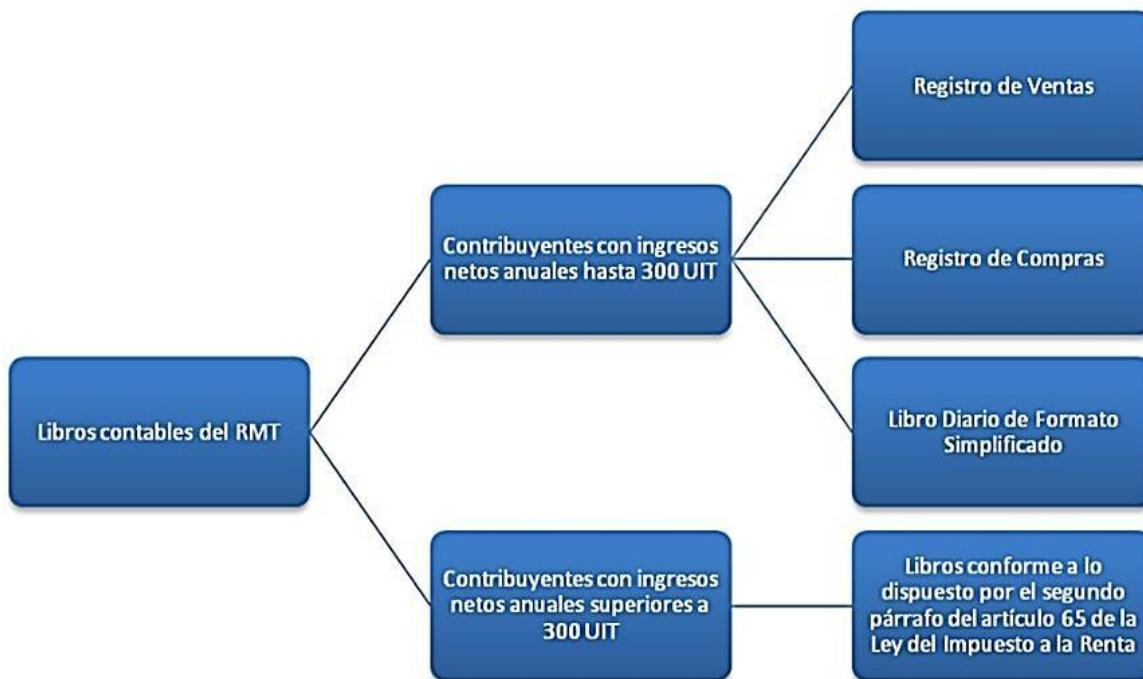 Libros contables del RMT
Contribuyentes con ingresos
netos anuales hasta 300 UIT
Registro de Ventas
Registro de Compras
Libro Diario de Formato
Simplificado
Contribuyentes con ingresos
netos anuales superiores a
300 UIT
Libros conforme a lo
dispuesto por el segundo
párrafo del artículo 65 de la
Ley del Impuesto a la Renta